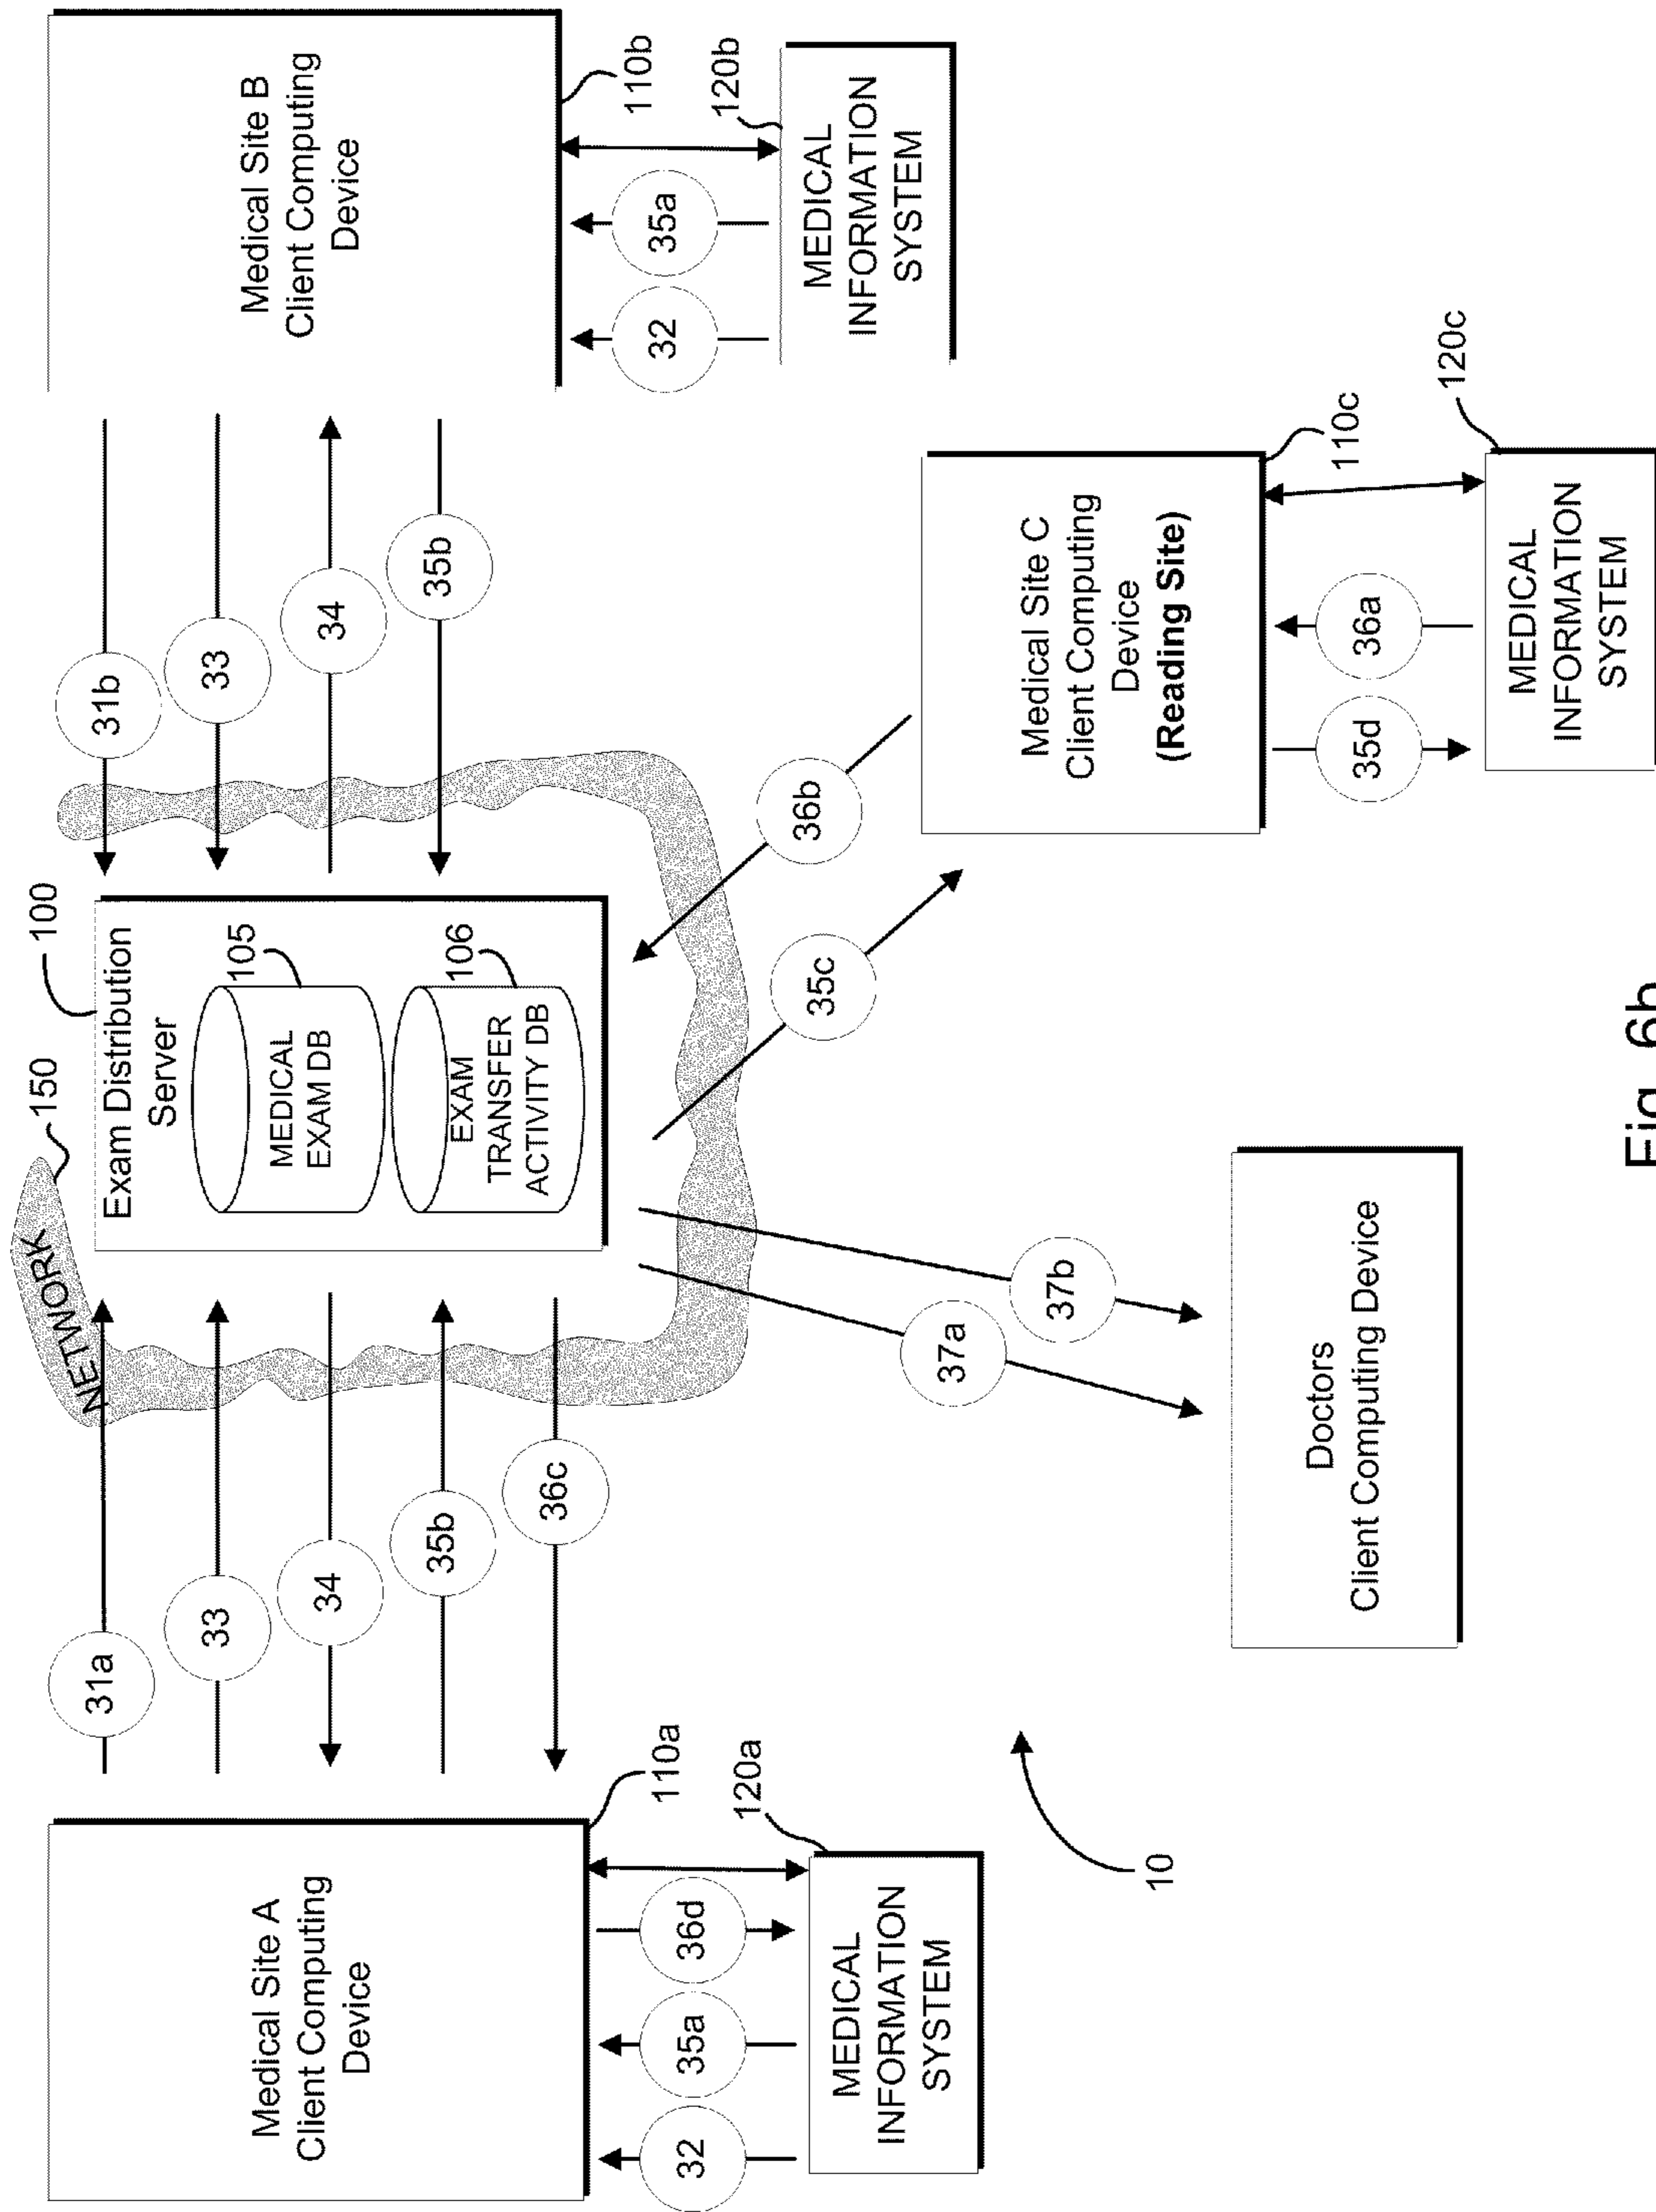 Medical Site A
Client Computing
Device
110a
32
35a
36d
120a
MEDICAL
INFORMATION
SYSTEM
31a
33
34
35b
36c
NETWORK
150
100
Exam Distribution
Server
105
MEDICAL
EXAM DB
106
EXAM
TRANSFER
ACTIVITY DB
31b
33
34
35b
Medical Site B
Client Computing
Device
110b
32
35a
120b
MEDICAL
INFORMATION
SYSTEM
36b
35c
37a
37b
Medical Site C
Client Computing
Device
(Reading Site)
110c
35d
36a
120c
MEDICAL
INFORMATION
SYSTEM
Doctors
Client Computing Device
10
Fig. 6b